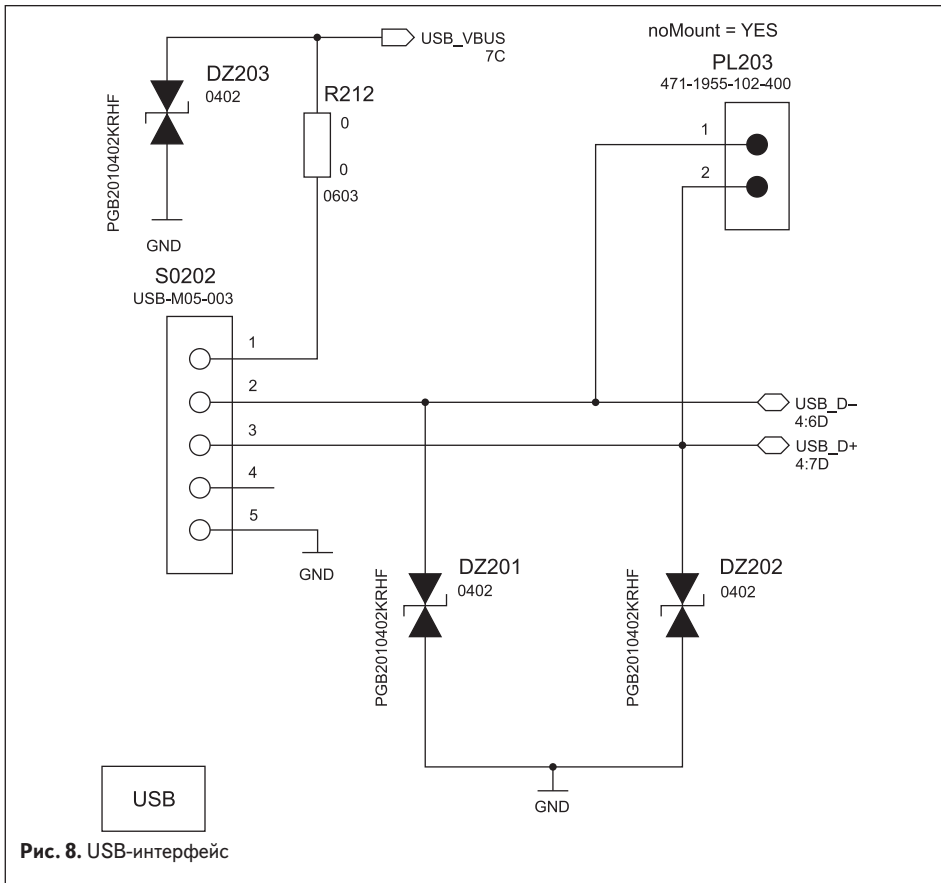 USB_VBUS
7C
noMount = YES
PL203
471-1955-102-400
1
2
DZ203
0402
PGB2010402KRHF
GND
R212
0
0
0603
S0202
USB-M05-003
1
2
3
4
5
GND
USB_D–
4:6D
USB_D+
4:7D
DZ201
0402
PGB2010402KRHF
DZ202
0402
PGB2010402KRHF
GND
USB
Рис. 8. USB-интерфейс